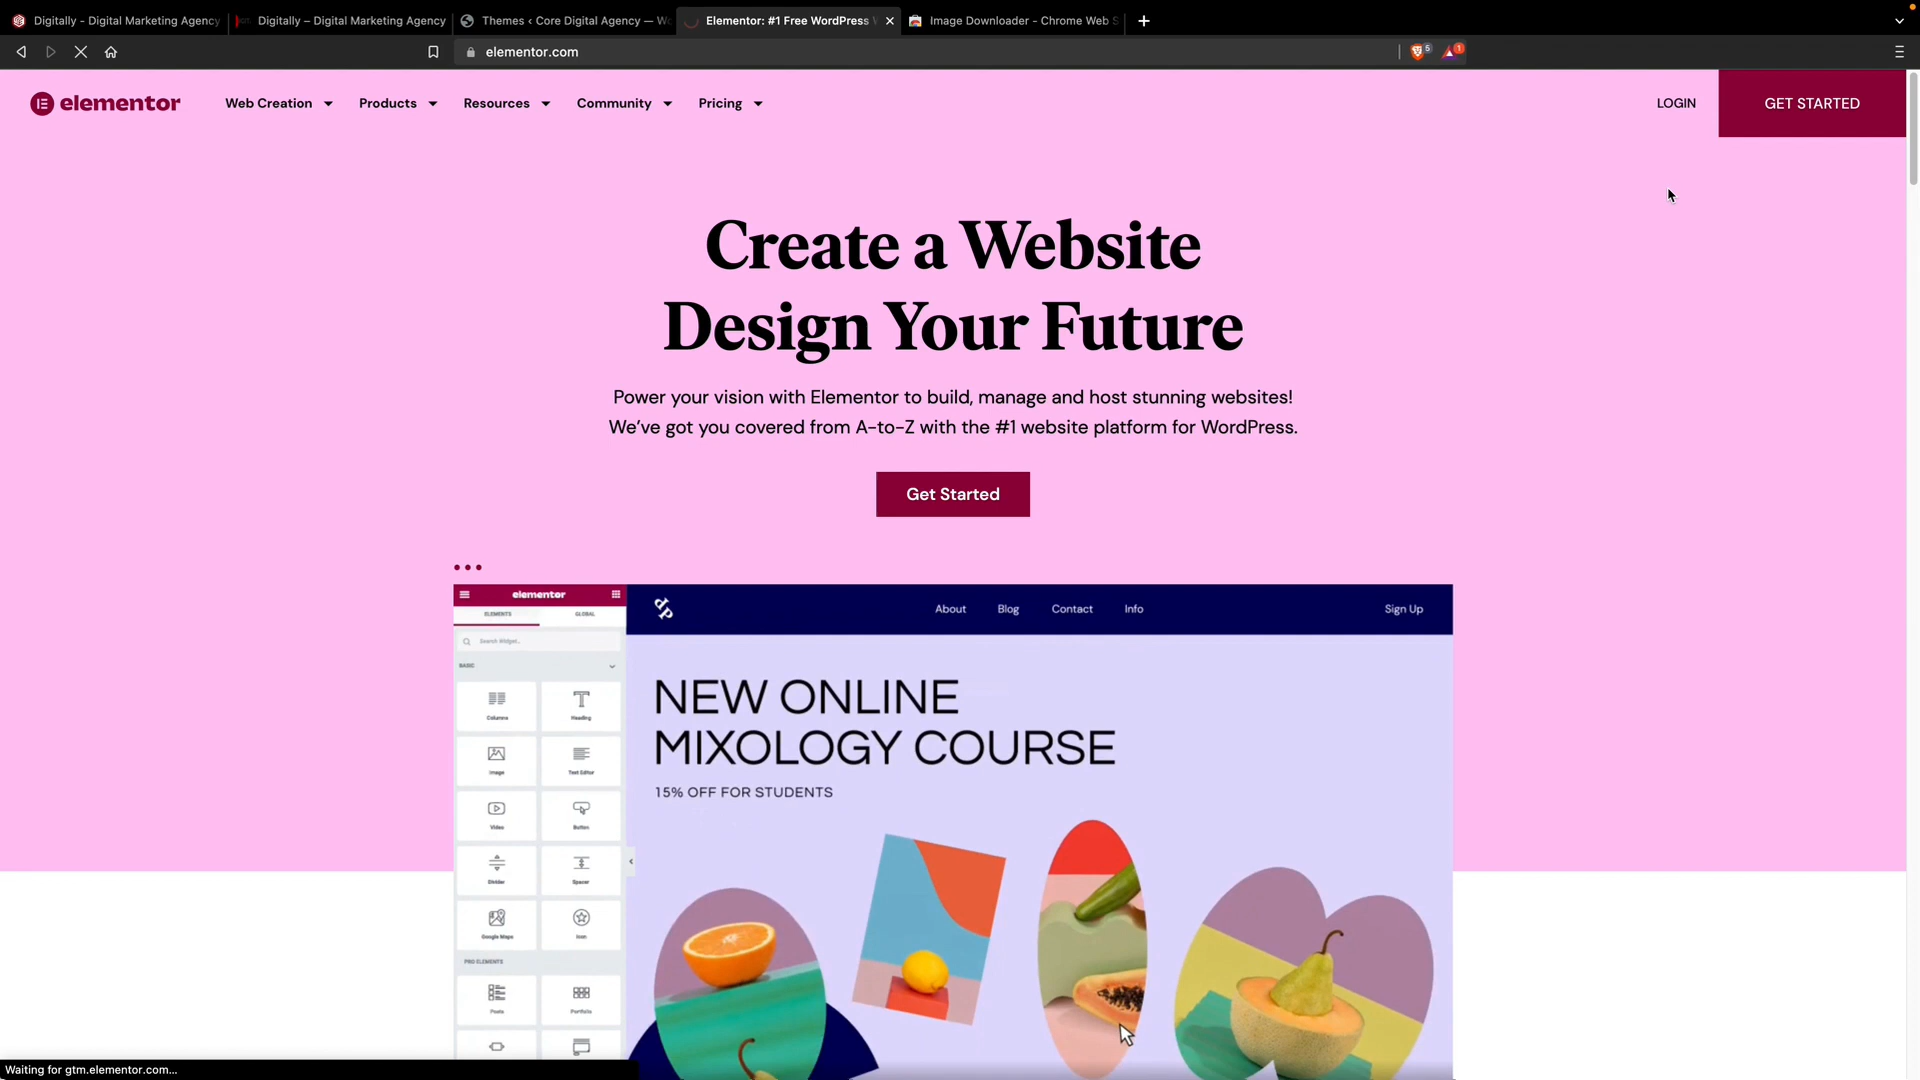 Digitally - Digital Marketing Agency
Digitally – Digital Marketing Agency
Themes ‹ Core Digital Agency — Wo
Elementor: #1 Free WordPress W
Image Downloader - Chrome Web S
elementor.com
5
1
elementor
Web Creation
Products
Resources
Community
Pricing
LOGIN
GET STARTED
Create a Website
Design Your Future
Power your vision with Elementor to build, manage and host stunning websites!
We've got you covered from A-to-Z with the #1 website platform for WordPress.
Get Started
elementor
ELEMENTS
GLOBAL
Search Widget...
BASIC
Columns
Heading
Image
Text Editor
Video
Button
Divider
Spacer
Google Maps
Icon
PRO ELEMENTS
Posts
Portfolio
About
Blog
Contact
Info
Sign Up
NEW ONLINE
MIXOLOGY COURSE
15% OFF FOR STUDENTS
Waiting for gtm.elementor.com...